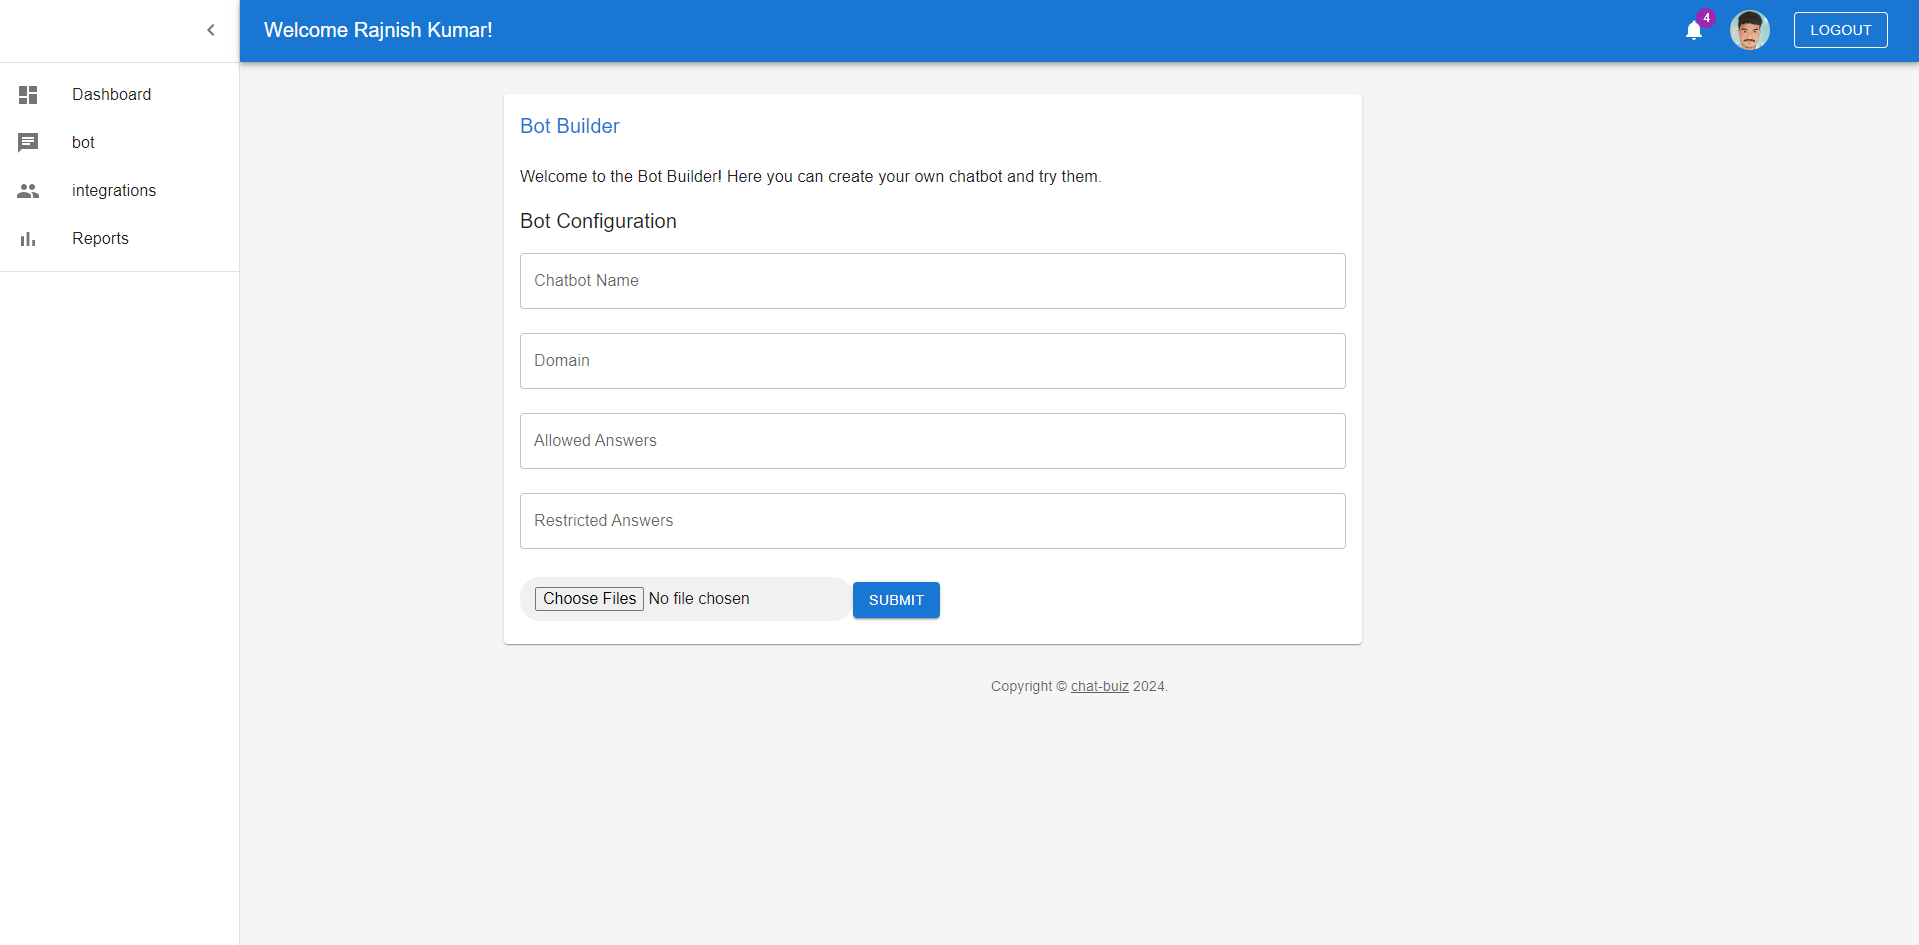 Welcome Rajnish Kumar!
4
LOGOUT
Dashboard
bot
integrations
Reports
Bot Builder
Welcome to the Bot Builder! Here you can create your own chatbot and try them.
Bot Configuration
Chatbot Name
Domain
Allowed Answers
Restricted Answers
Choose Files No file chosen
SUBMIT
Copyright © chat-buiz 2024.